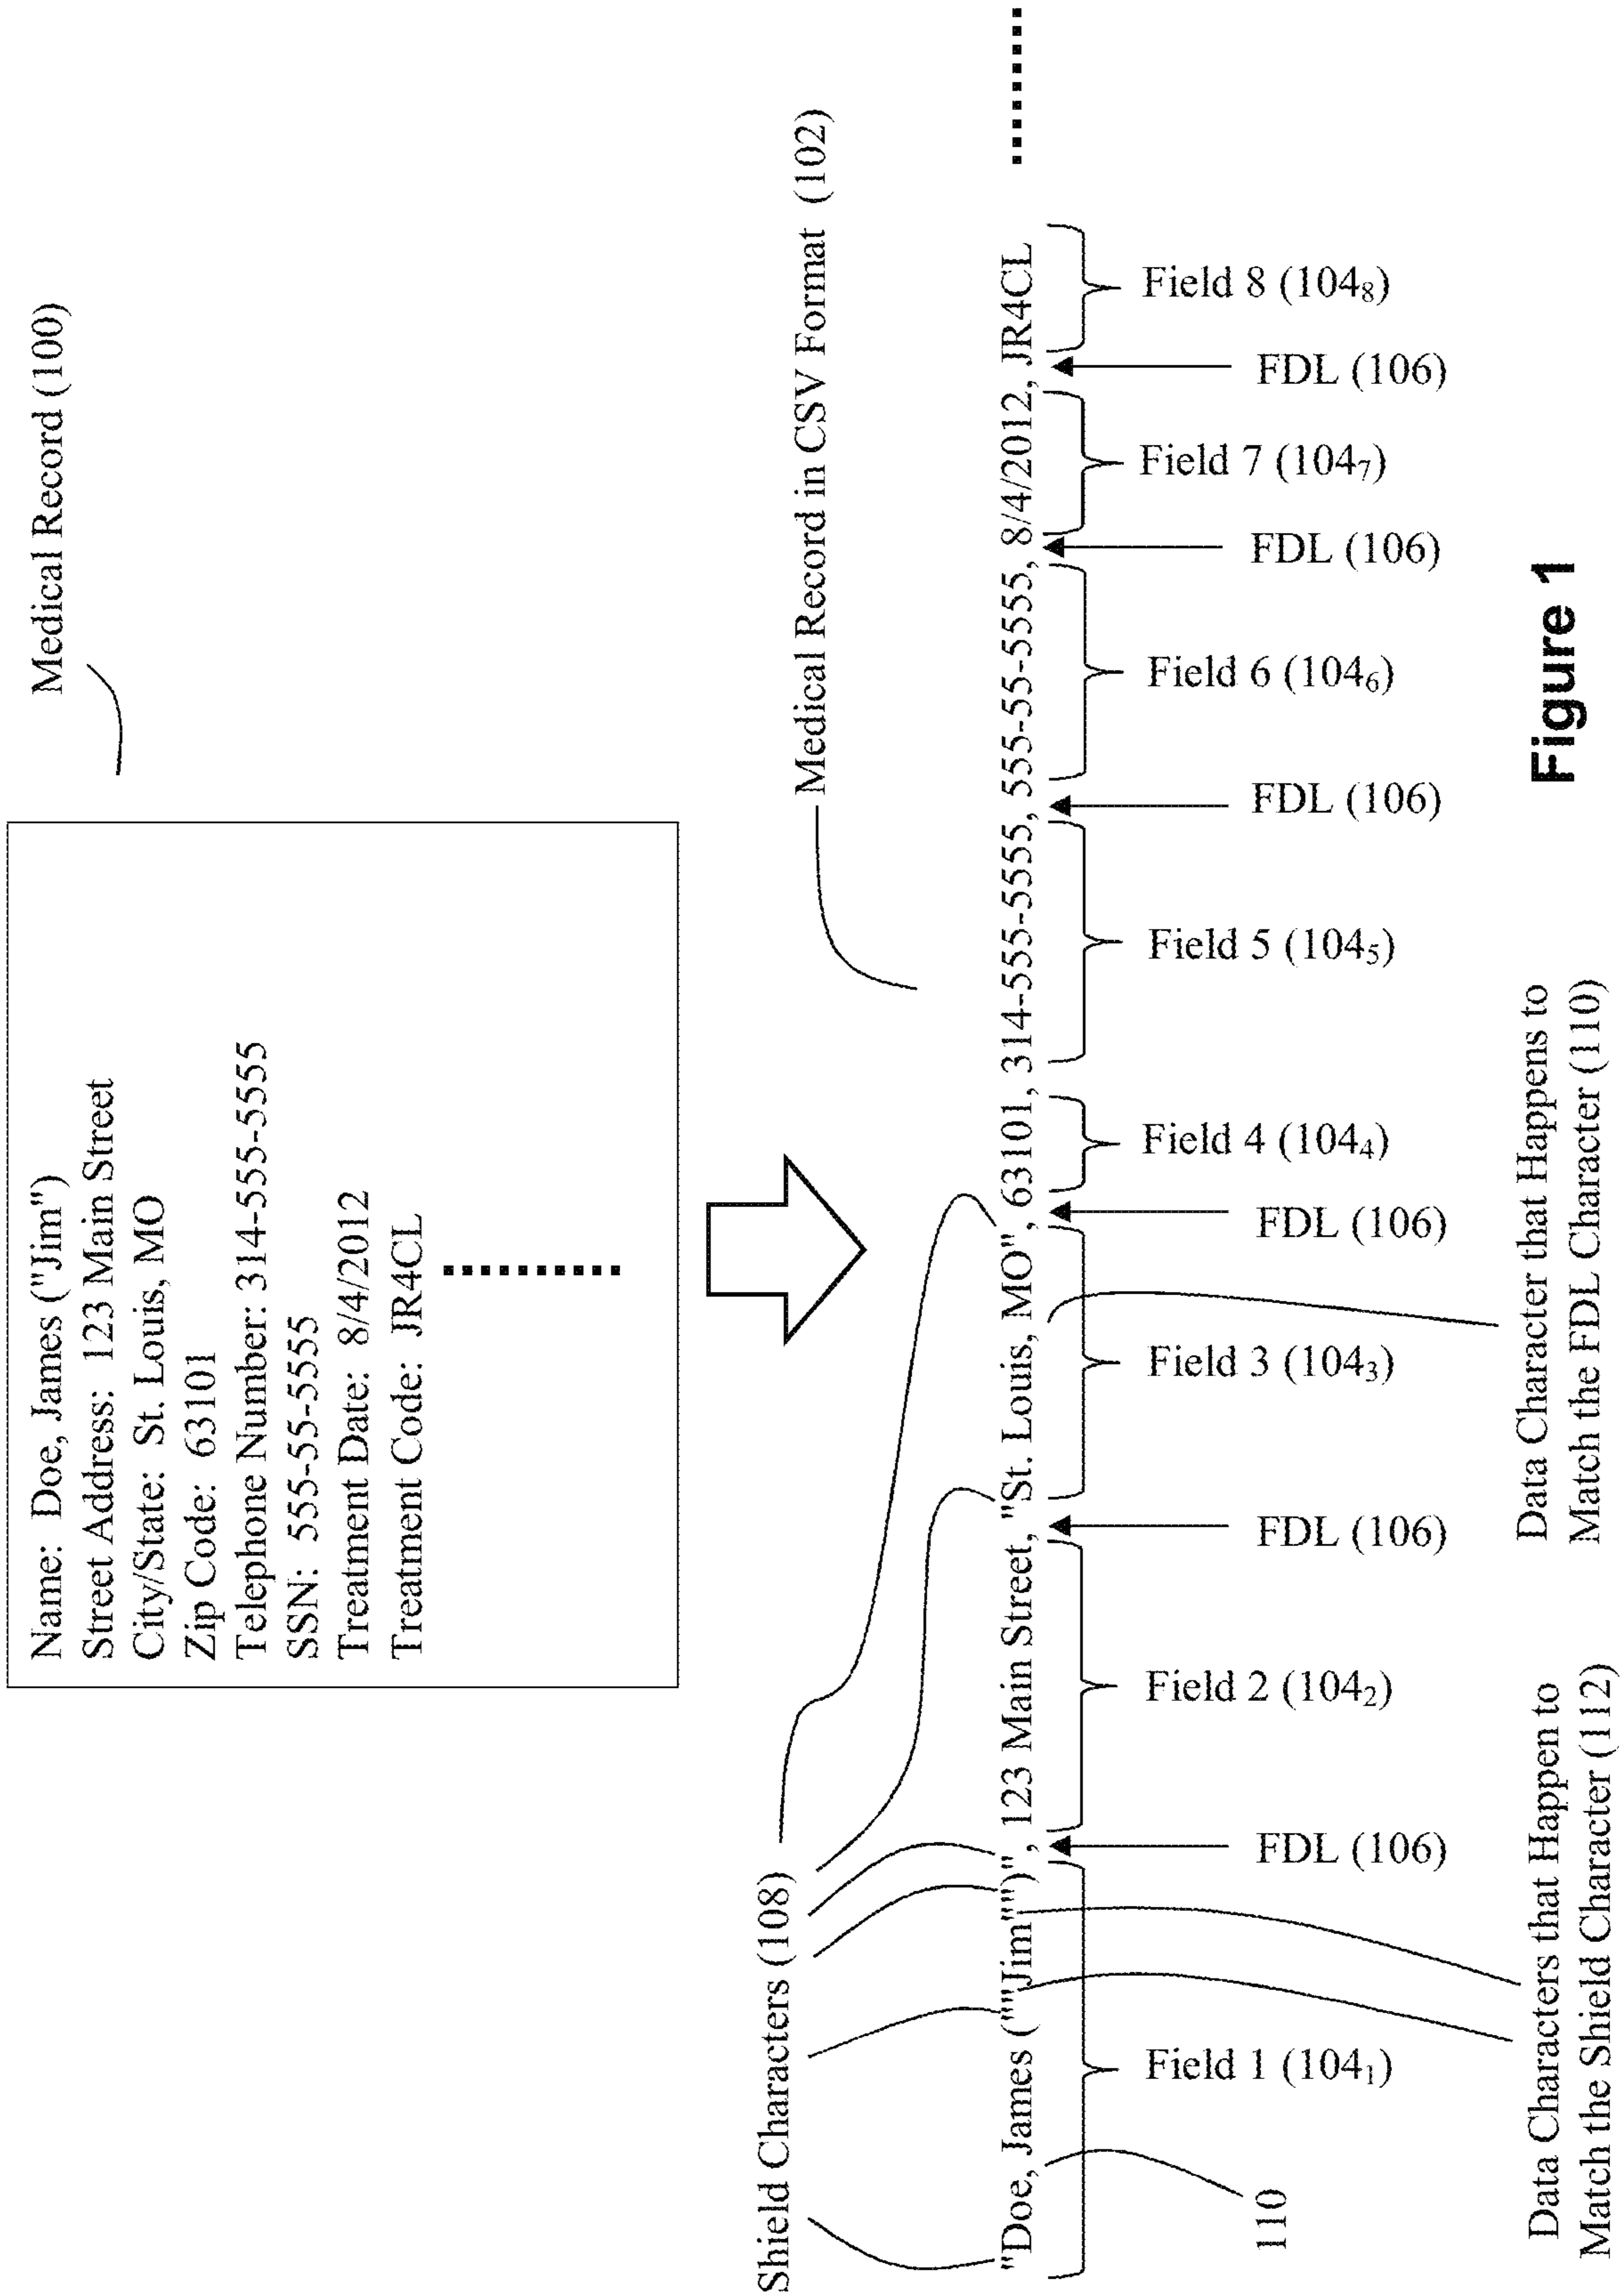 Medical Record (100)
Name: Doe, James ("Jim")
Street Address: 123 Main Street
City/State: St. Louis, MO
Zip Code: 63101
Telephone Number: 314-555-5555
SSN: 555-55-5555
Treatment Date: 8/4/2012
Treatment Code: JR4CL
Shield Characters (108)
Medical Record in CSV Format (102)
"Doe, James (""Jim"")", 123 Main Street, "St. Louis, MO", 63101, 314-555-5555, 555-55-5555, 8/4/2012, JR4CL
Field 1 (104₁)
FDL (106)
Field 2 (104₂)
FDL (106)
Field 3 (104₃)
FDL (106)
Field 4 (104₄)
Field 5 (104₅)
FDL (106)
Field 6 (104₆)
FDL (106)
Field 7 (104₇)
FDL (106)
Field 8 (104₈)
110
Data Characters that Happen to
Match the Shield Character (112)
Data Character that Happens to
Match the FDL Character (110)
Figure 1